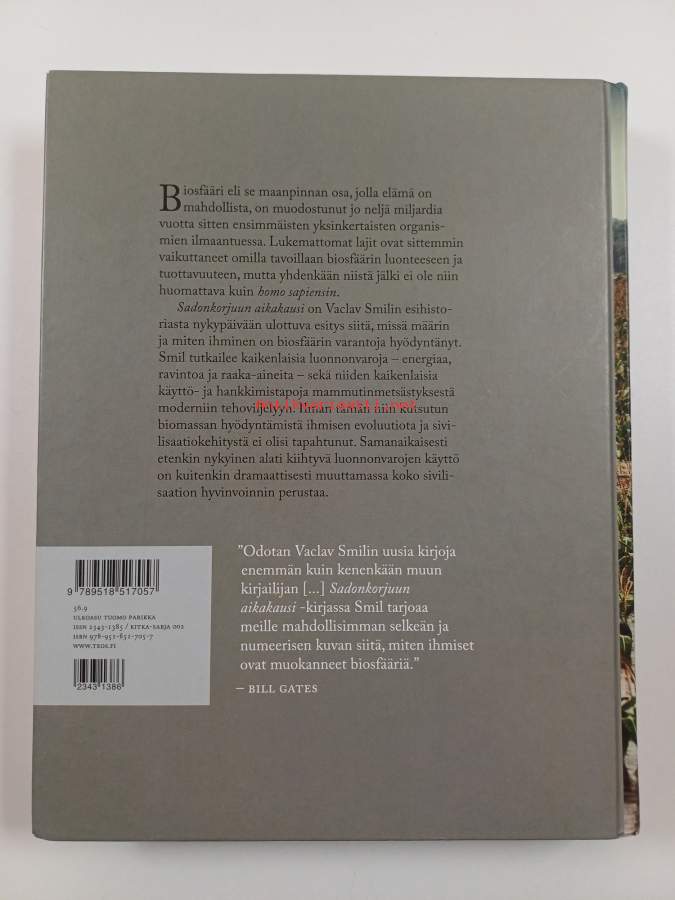 Biosfääri eli se maanpinnan osa, jolla elämä on
mahdollista, on muodostunut jo neljä miljardia
vuotta sitten ensimmäisten yksinkertaisten organis-
mien ilmaantuessa. Lukemattomat lajit ovat sittemmin
vaikuttaneet omilla tavoillaan biosfäärin luonteeseen ja
tuottavuuteen, mutta yhdenkään niistä jälki ei ole niin
huomattava kuin homo sapiensin.
Sadonkorjuun aikakausi on Vaclav Smilin esihisto-
riasta nykypäivään ulottuva esitys siitä, missä määrin
ja miten ihminen on biosfäärin varantoja hyödyntänyt.
Smil tutkailee kaikenlaisia luonnonvaroja – energiaa,
ravintoa ja raaka-aineita – sekä niiden kaikenlaisia
käyttö- ja hankkimistapoja mammutinmetsästyksestä
moderniin tehoviljelyyn. Ilman tämän niin kutsutun
biomassan hyödyntämistä ihmisen evoluutiota ja sivi-
lisaatiokehitystä ei olisi tapahtunut. Samanaikaisesti
etenkin nykyinen alati kiihtyvä luonnonvarojen käyttö
on kuitenkin dramaattisesti muuttamassa koko sivili-
saation hyvinvoinnin perustaa.
"Odotan Vaclav Smilin uusia kirjoja
enemmän kuin kenenkään muun
kirjailijan [...] Sadonkorjuun
aikakausi -kirjassa Smil tarjoaa
meille mahdollisimman selkeän ja
numeerisen kuvan siitä, miten ihmiset
ovat muokanneet biosfääriä."
– BILL GATES
9 789518 517057
56.9
ULKOASU TUOMO PARIKKA
ISSN 2343-1385 / KITKA-SARJA 002
ISBN 978-951-851-705-7
WWW.TEOS.FI
2343 1386